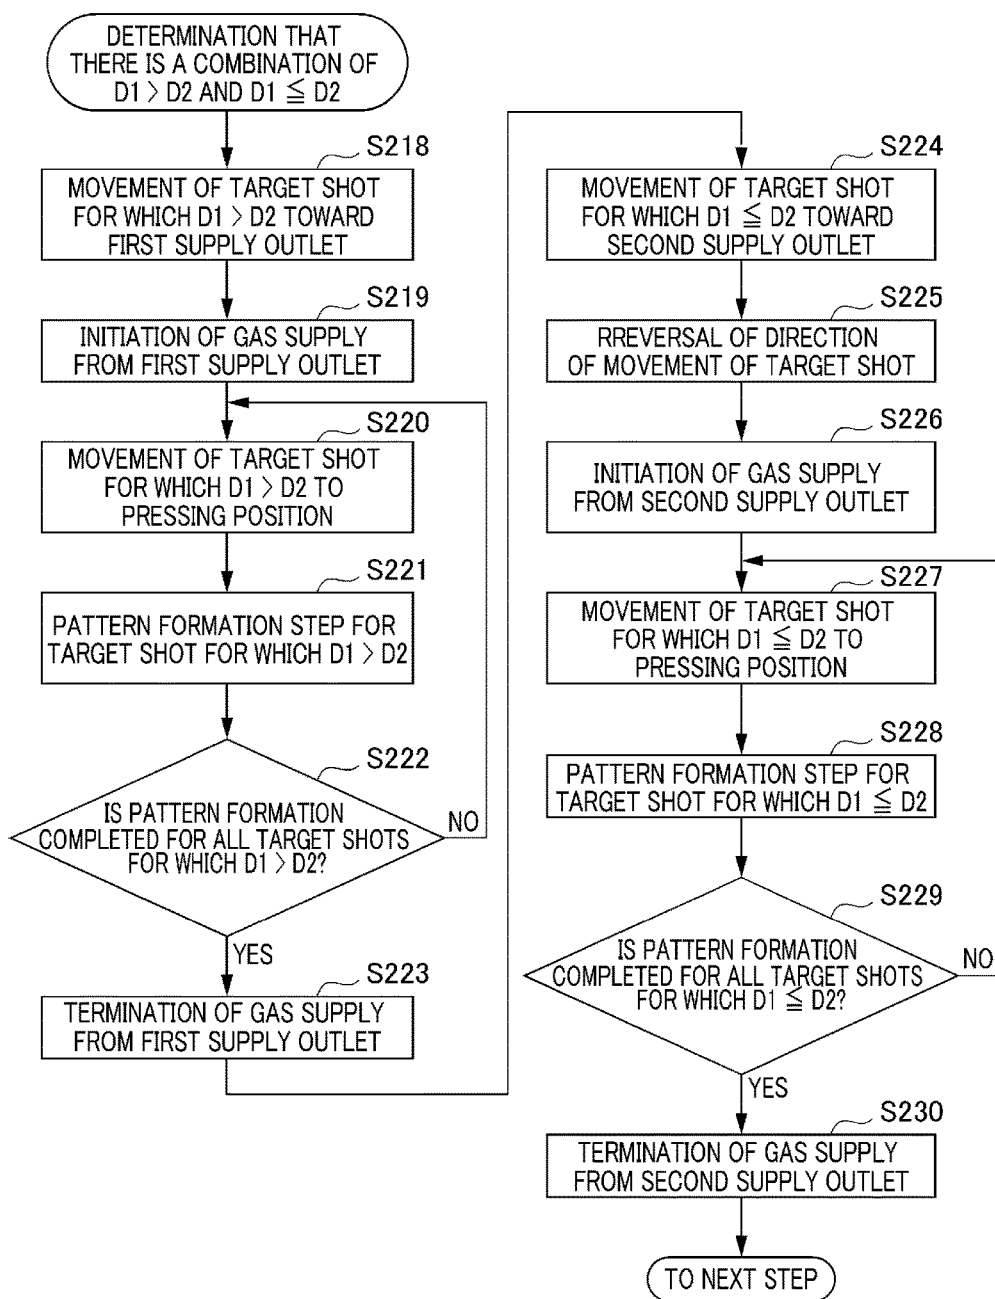 DETERMINATION THAT
THERE IS A COMBINATION OF
D1 > D2 AND D1 ≦ D2
S218
MOVEMENT OF TARGET SHOT
FOR WHICH D1 > D2 TOWARD
FIRST SUPPLY OUTLET
S219
INITIATION OF GAS SUPPLY
FROM FIRST SUPPLY OUTLET
S220
MOVEMENT OF TARGET SHOT
FOR WHICH D1 > D2 TO
PRESSING POSITION
S221
PATTERN FORMATION STEP FOR
TARGET SHOT FOR WHICH D1 > D2
S222
IS PATTERN FORMATION
COMPLETED FOR ALL TARGET SHOTS
FOR WHICH D1 > D2?
NO
YES
S223
TERMINATION OF GAS SUPPLY
FROM FIRST SUPPLY OUTLET
S224
MOVEMENT OF TARGET SHOT
FOR WHICH D1 ≦ D2 TOWARD
SECOND SUPPLY OUTLET
S225
RREVERSAL OF DIRECTION
OF MOVEMENT OF TARGET SHOT
S226
INITIATION OF GAS SUPPLY
FROM SECOND SUPPLY OUTLET
S227
MOVEMENT OF TARGET SHOT
FOR WHICH D1 ≦ D2 TO
PRESSING POSITION
S228
PATTERN FORMATION STEP FOR
TARGET SHOT FOR WHICH D1 ≦ D2
S229
IS PATTERN FORMATION
COMPLETED FOR ALL TARGET SHOTS
FOR WHICH D1 ≦ D2?
NO
YES
S230
TERMINATION OF GAS SUPPLY
FROM SECOND SUPPLY OUTLET
TO NEXT STEP